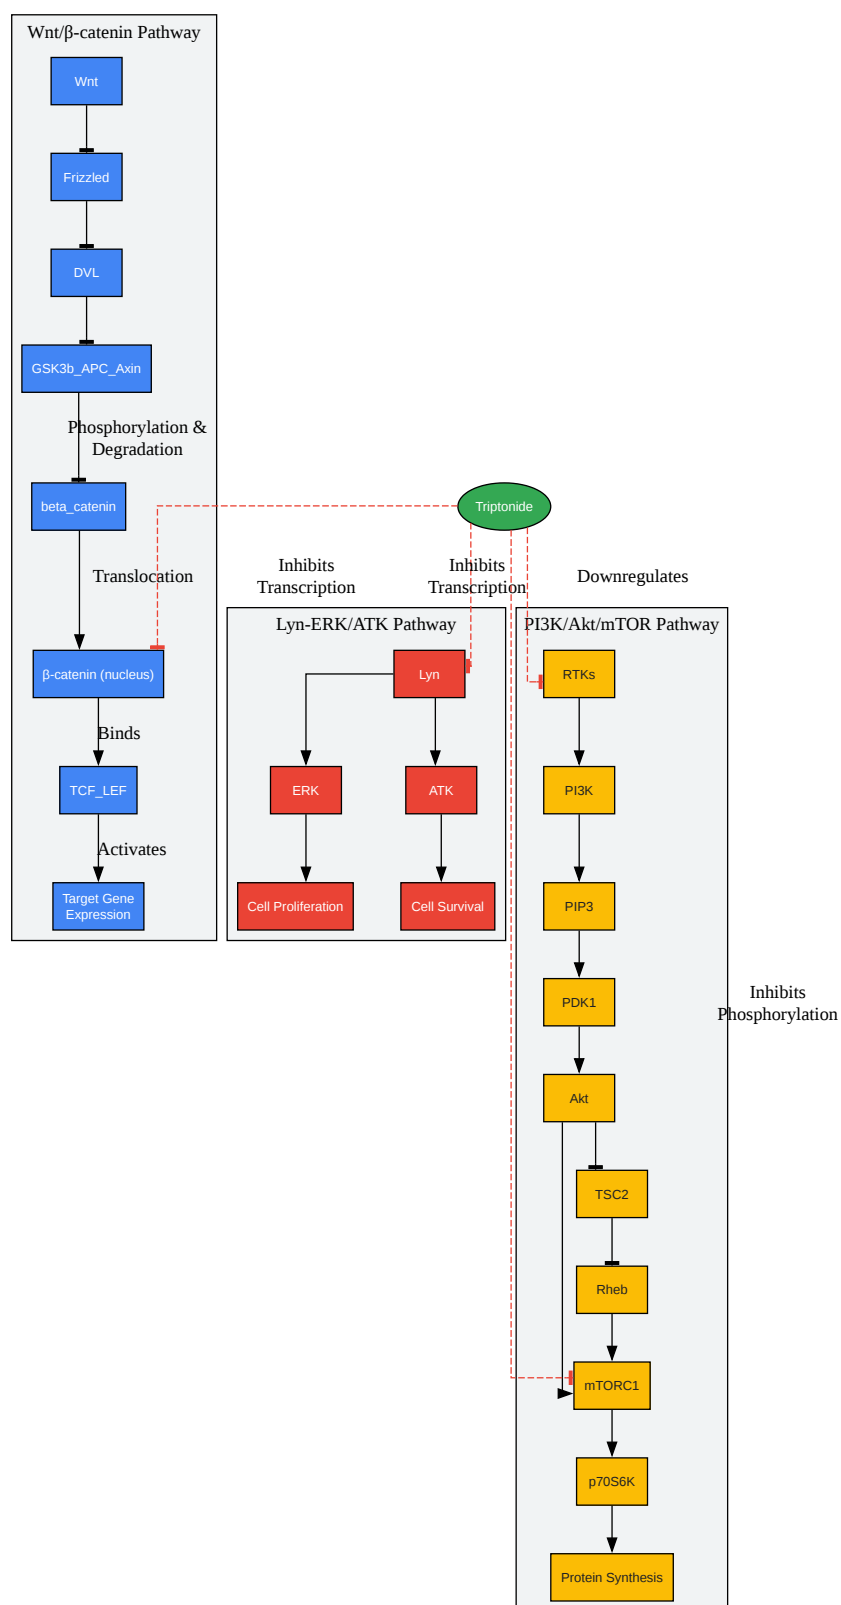 Wnt/β-catenin Pathway
Wnt
Frizzled
DVL
GSK3b_APC_Axin
Phosphorylation &
Degradation
beta_catenin
Translocation
β-catenin (nucleus)
Binds
TCF_LEF
Activates
Target Gene
Expression
Triptonide
Inhibits
Transcription
Inhibits
Transcription
Downregulates
Lyn-ERK/ATK Pathway
Lyn
ERK
ATK
Cell Proliferation
Cell Survival
PI3K/Akt/mTOR Pathway
RTKs
PI3K
PIP3
PDK1
Inhibits
Phosphorylation
Akt
TSC2
Rheb
mTORC1
p70S6K
Protein Synthesis